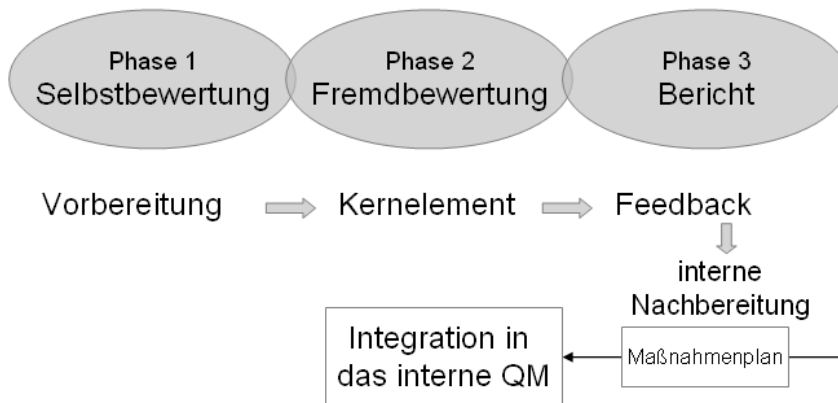 Phase 1
Selbstbewertung
Phase 2
Fremdbewertung
Phase 3
Bericht
Vorbereitung
Kernelement
Feedback
interne
Nachbereitung
Integration in
das interne QM
Maßnahmenplan